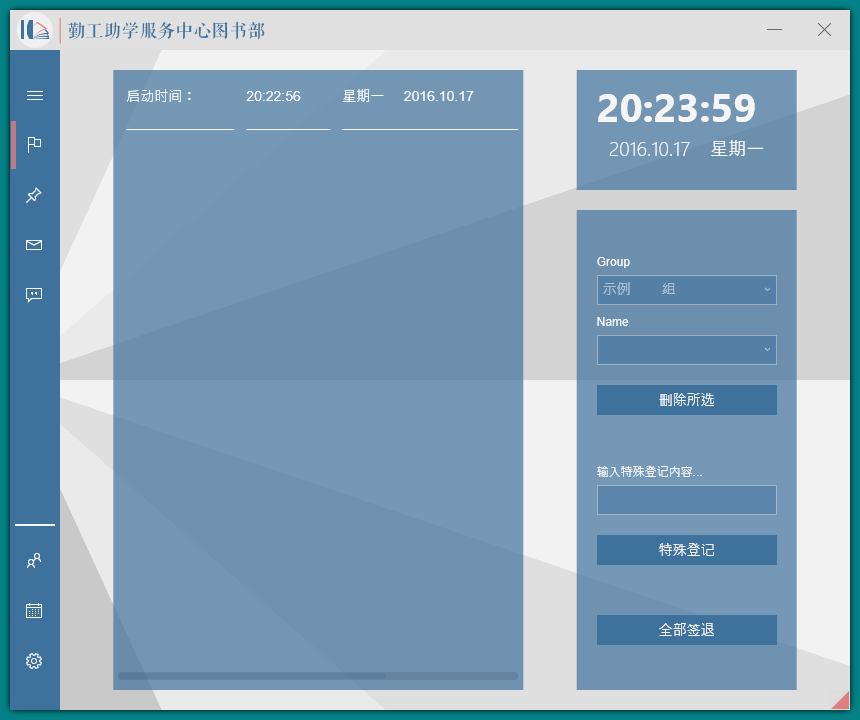 勤工助学服务中心图书部
启动时间： 20:22:56 星期一 2016.10.17
20:23:59
2016.10.17 星期一
Group
示例 组
Name
删除所选
输入特殊登记内容...
特殊登记
全部签退